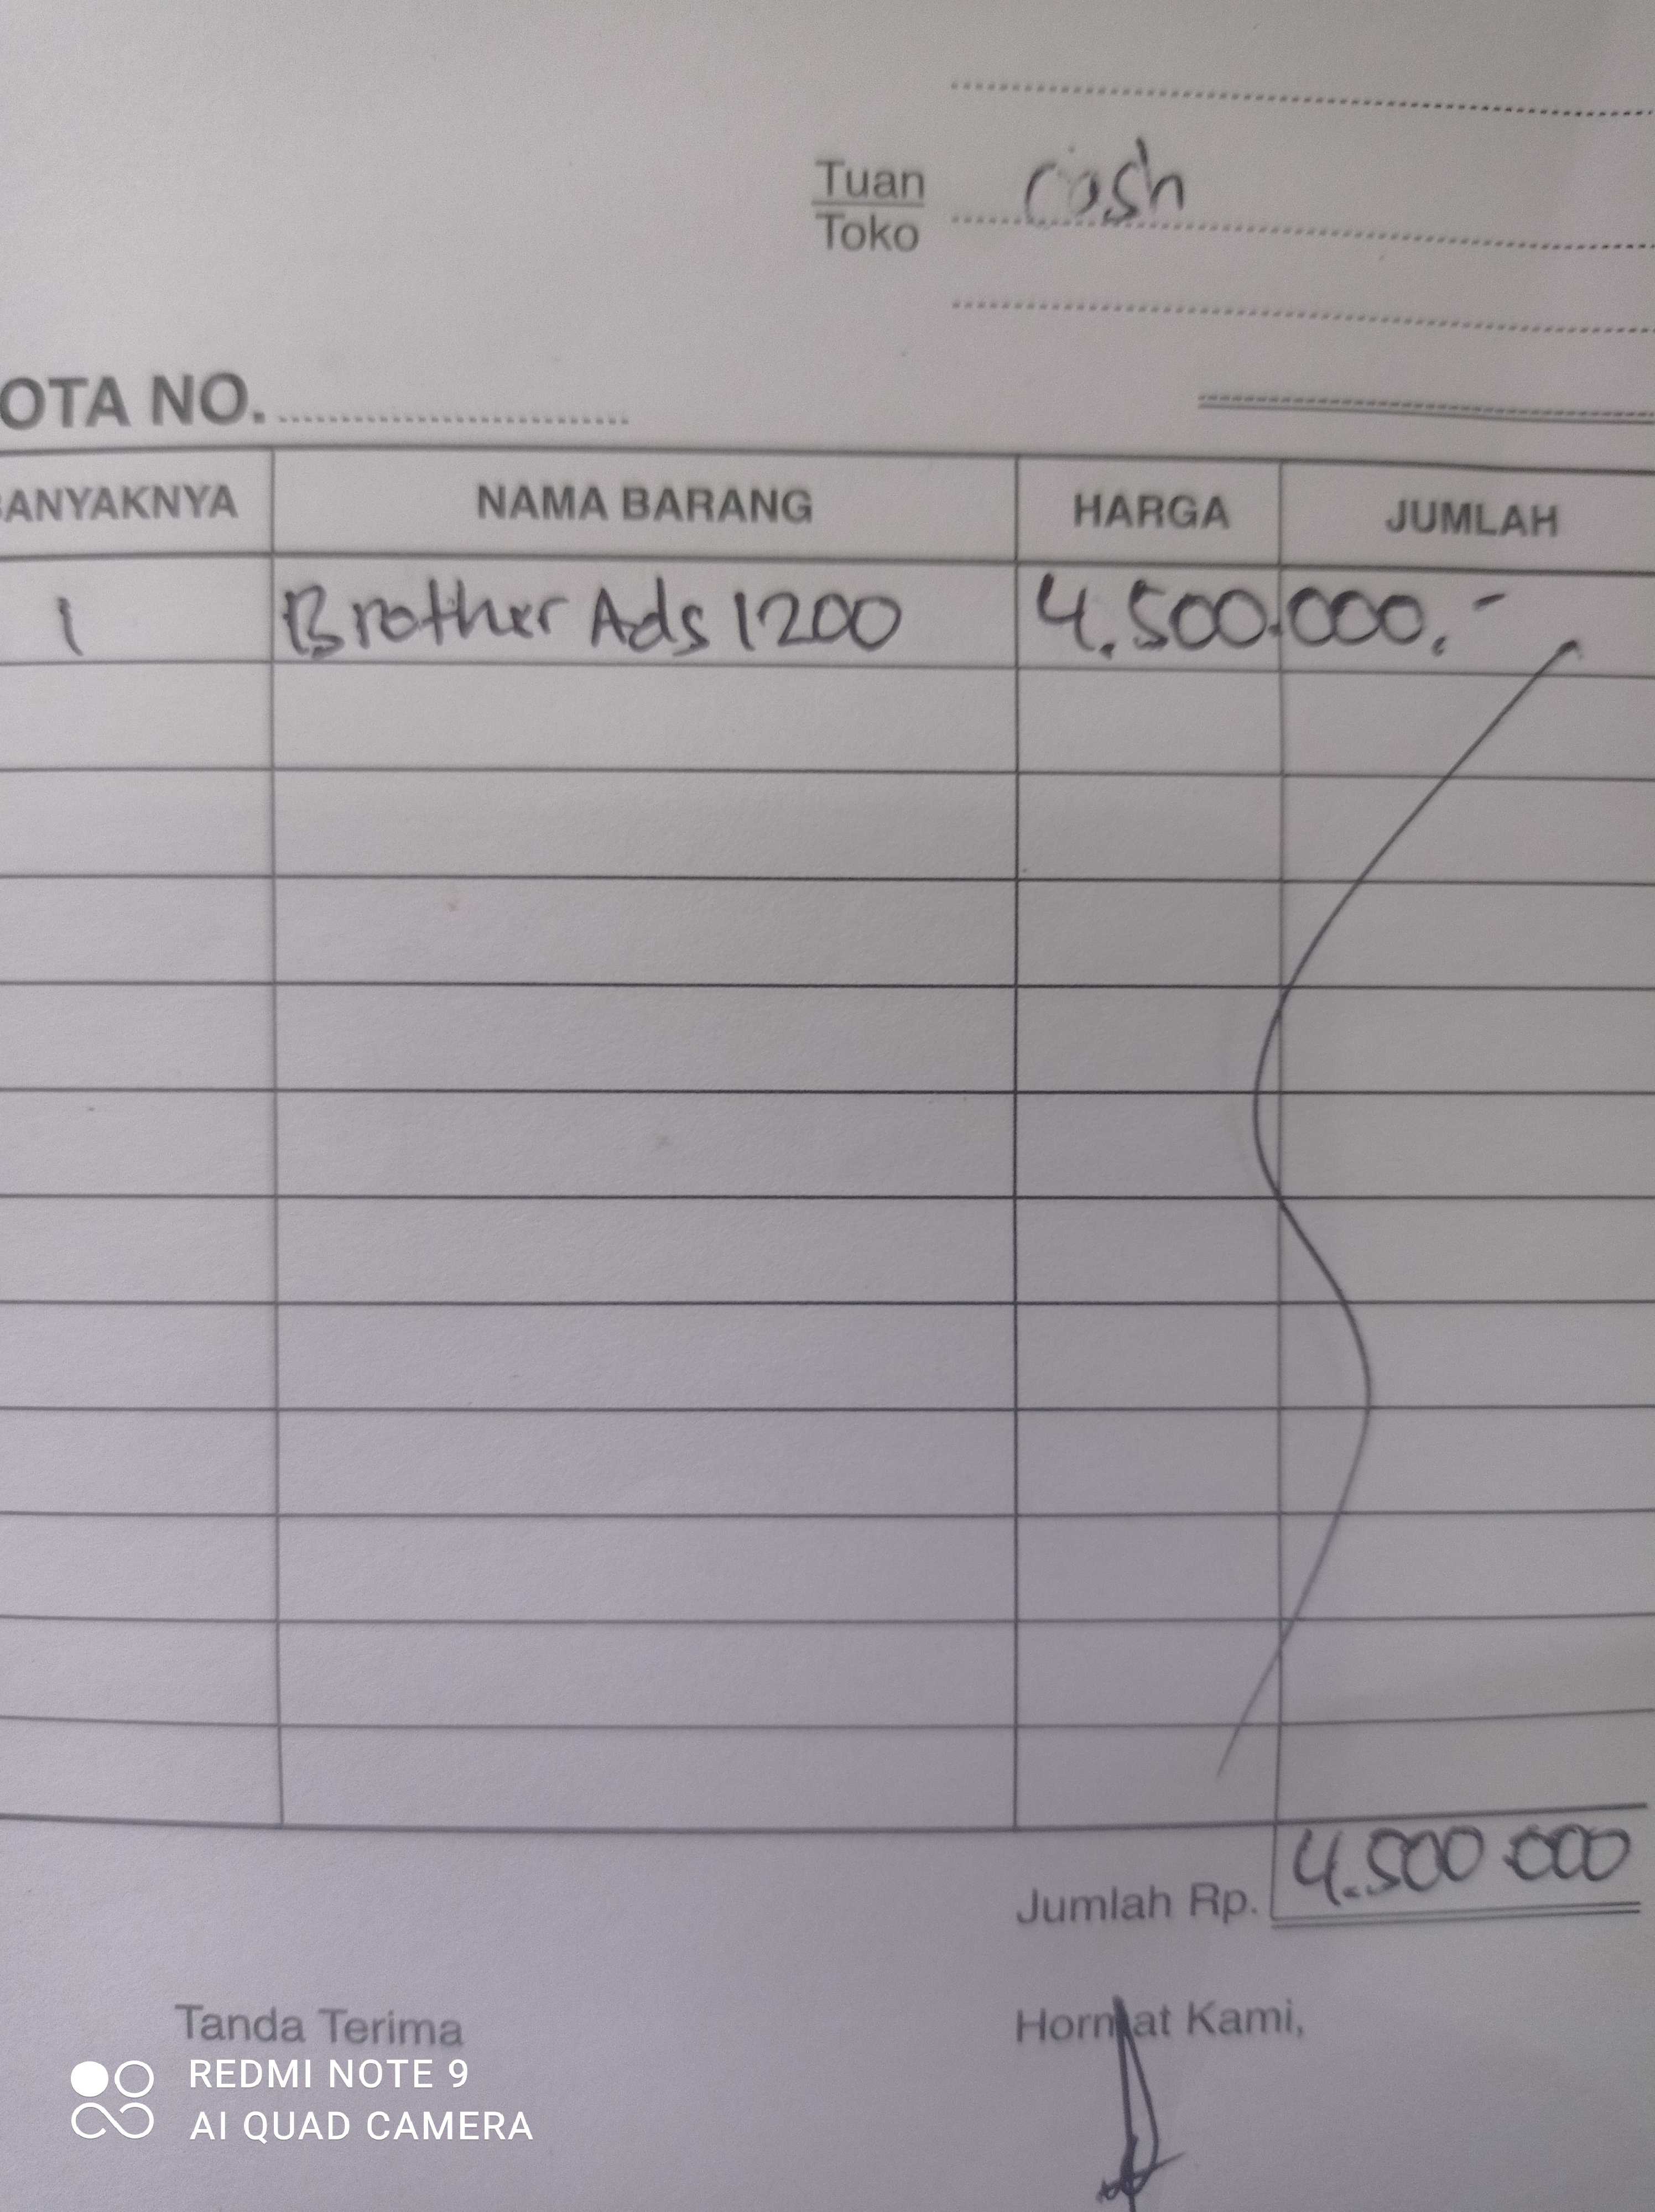 Tuan cash
Toko
OTA NO.
BANYAKNYA NAMA BARANG HARGA JUMLAH
1 Brother Ads 1200 4.500.000.-
Jumlah Rp. 4.500.000
Tanda Terima Hormat Kami,
REDMI NOTE 9
AI QUAD CAMERA